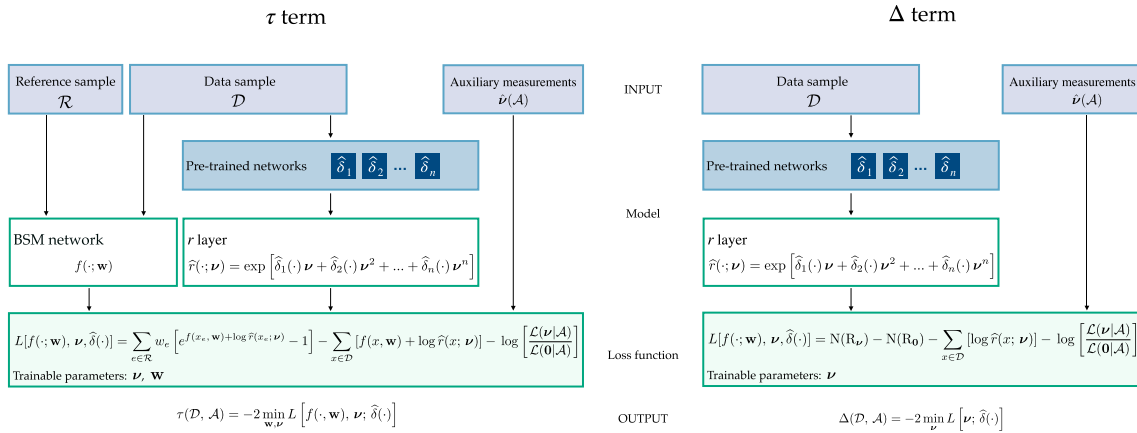 τ term
Δ term
Reference sample
ℛ
Data sample
𝒟
Auxiliary measurements
ν̂(𝒜)
INPUT
Data sample
𝒟
Auxiliary measurements
ν̂(𝒜)
Pre-trained networks δ̂₁ δ̂₂ ... δ̂ₙ
Pre-trained networks δ̂₁ δ̂₂ ... δ̂ₙ
Model
BSM network
f(·; w)
r layer
r̂(·; ν) = exp [δ̂₁(·) ν + δ̂₂(·) ν² + ... + δ̂ₙ(·) νⁿ]
r layer
r̂(·; ν) = exp [δ̂₁(·) ν + δ̂₂(·) ν² + ... + δ̂ₙ(·) νⁿ]
L[f(·; w), ν, δ̂(·)] = ∑_{e∈ℛ} w_e [e^{f(x_e, w)+log r̂(x_e; ν)} − 1] − ∑_{x∈𝒟} [f(x, w) + log r̂(x; ν)] − log [ℒ(ν|𝒜) / ℒ(0|𝒜)]
Trainable parameters: ν, w
Loss function
L[f(·; w), ν, δ̂(·)] = N(R_ν) − N(R_0) − ∑_{x∈𝒟} [log r̂(x; ν)] − log [ℒ(ν|𝒜) / ℒ(0|𝒜)]
Trainable parameters: ν
τ(𝒟, 𝒜) = −2 min_{w,ν} L [f(·, w), ν; δ̂(·)]
OUTPUT
Δ(𝒟, 𝒜) = −2 min_ν L [ν; δ̂(·)]